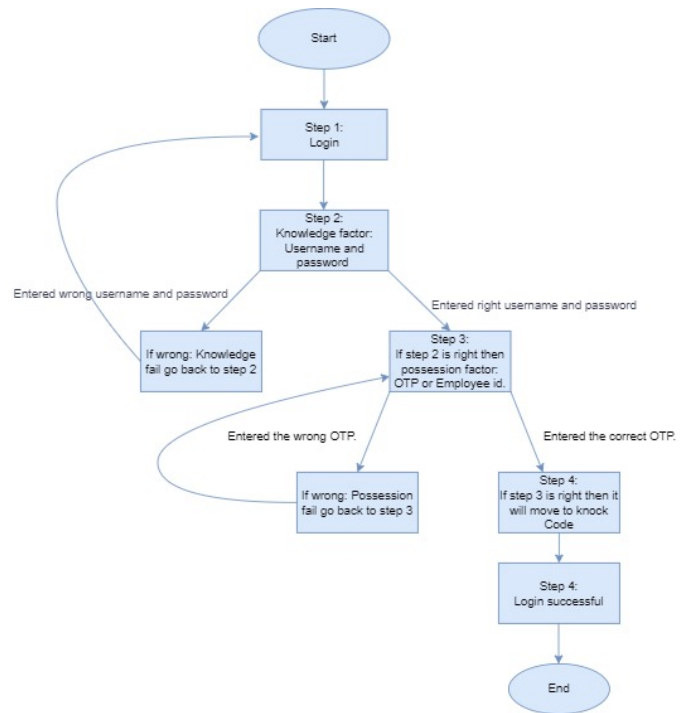 Start
Step 1:
Login
Step 2:
Knowledge factor:
Username and
password
Entered wrong username and password
Entered right username and password
If wrong: Knowledge
fail go back to step 2
Step 3:
If step 2 is right then
possession factor:
OTP or Employee id.
Entered the wrong OTP.
Entered the correct OTP.
If wrong: Possession
fail go back to step 3
Step 4:
If step 3 is right then it
will move to knock
Code
Step 4:
Login successful
End